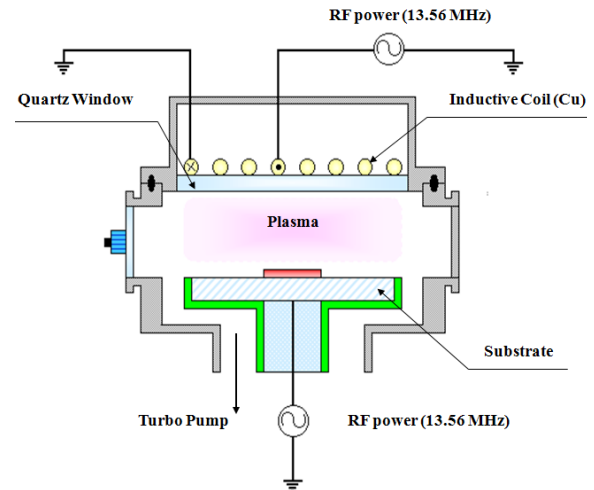 RF power (13.56 MHz)
Quartz Window
Inductive Coil (Cu)
Plasma
Substrate
Turbo Pump
RF power (13.56 MHz)